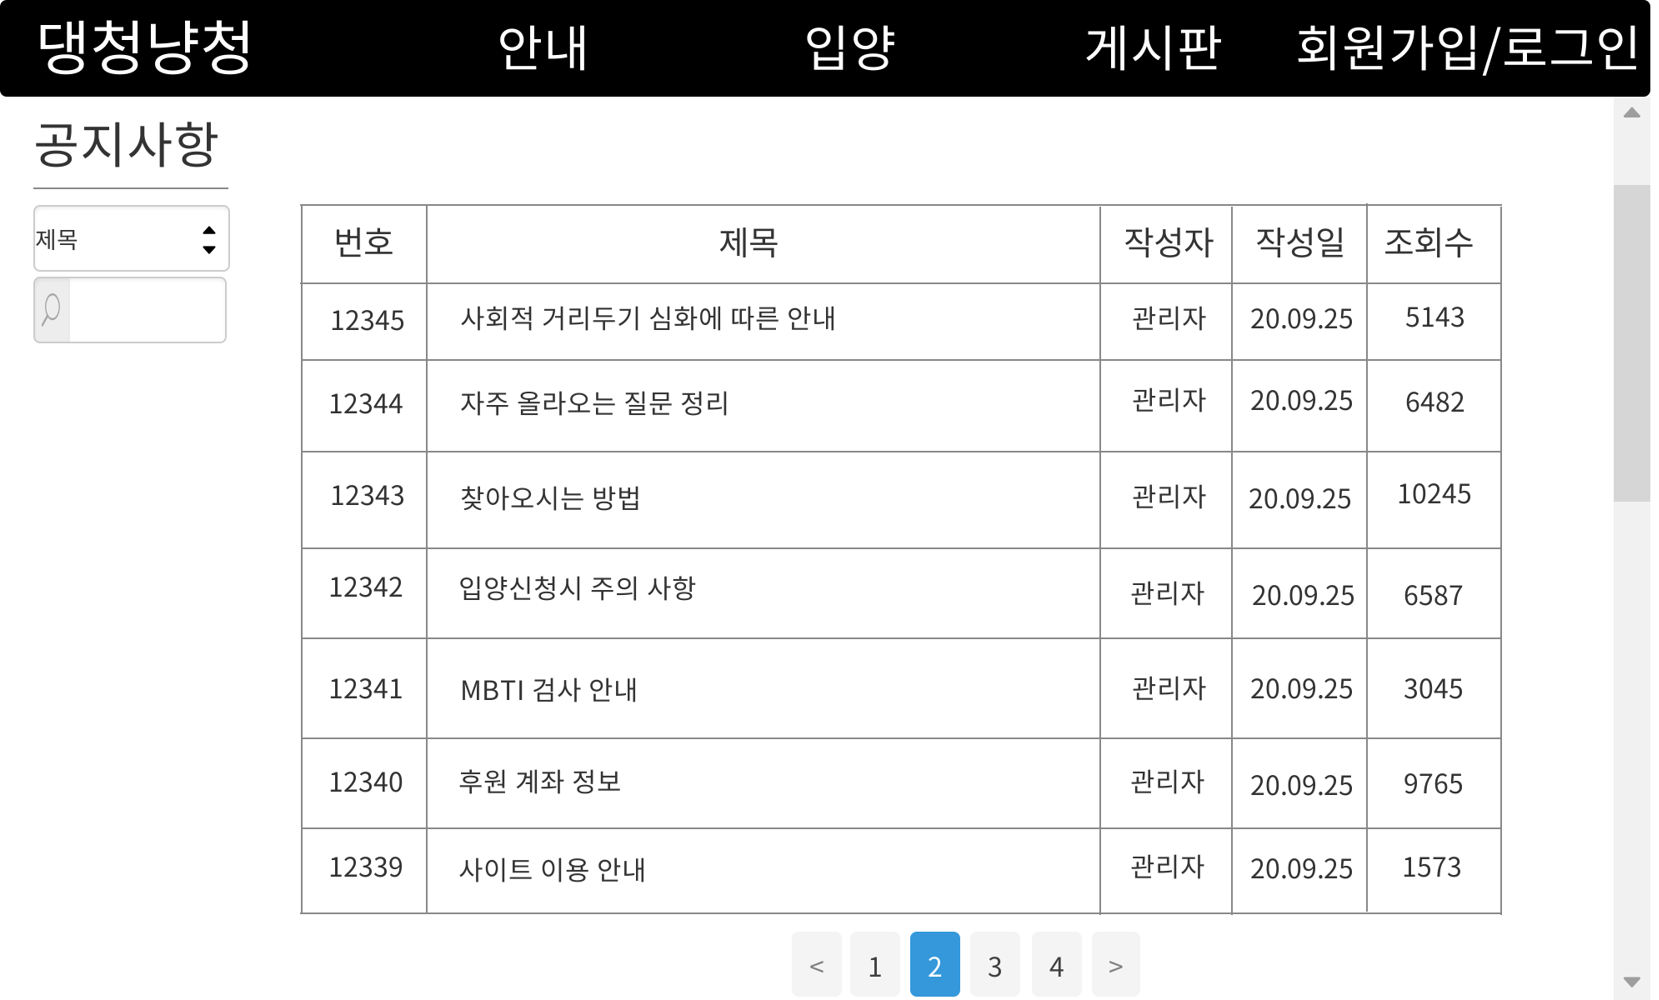 댕청냥청 안내 입양 게시판 회원가입/로그인
공지사항
제목
번호 제목 작성자 작성일 조회수
12345 사회적 거리두기 심화에 따른 안내 관리자 20.09.25 5143
12344 자주 올라오는 질문 정리 관리자 20.09.25 6482
12343 찾아오시는 방법 관리자 20.09.25 10245
12342 입양신청시 주의 사항 관리자 20.09.25 6587
12341 MBTI 검사 안내 관리자 20.09.25 3045
12340 후원 계좌 정보 관리자 20.09.25 9765
12339 사이트 이용 안내 관리자 20.09.25 1573
< 1 2 3 4 >